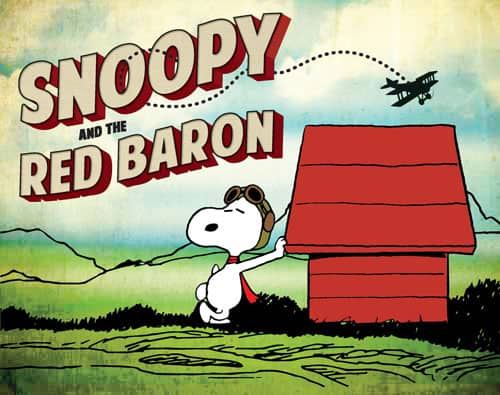 SNOOPY
AND THE
RED BARON